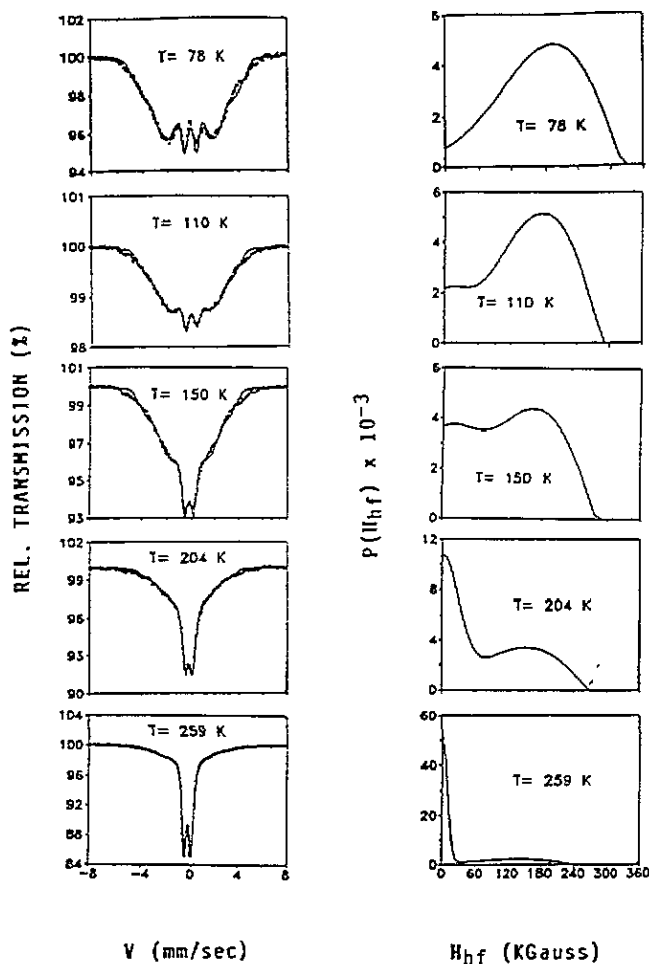 REL. TRANSMISSION (%)
T= 78 K
100
98
96
94
T= 110 K
101
100
99
98
T= 150 K
101
99
97
95
93
T= 204 K
102
99
96
93
90
T= 259 K
104
100
96
92
88
84
-8 -4 0 4 8
V (mm/sec)
P(Hhf) x 10-3
6
4
2
0
T= 78 K
6
4
2
0
T= 110 K
6
4
2
0
T= 150 K
12
8
4
0
T= 204 K
60
40
20
0
T= 259 K
0 60 120 180 240 300 360
Hhf (KGauss)